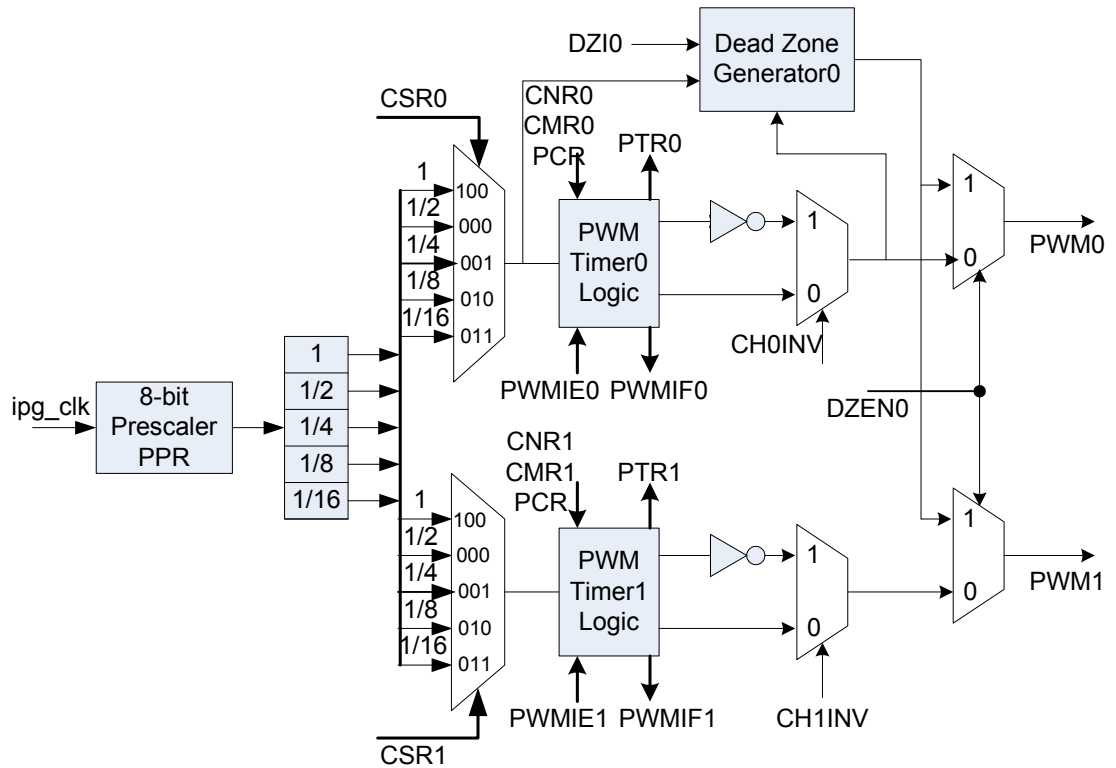 DZI0
Dead Zone
Generator0
CSR0
CNR0
CMR0
PCR
PTR0
1
1/2
1/4
1/8
1/16
100
000
001
010
011
PWM
Timer0
Logic
1
0
1
0
PWM0
CH0INV
PWMIE0
PWMIF0
DZEN0
ipg_clk
8-bit
Prescaler
PPR
1
1/2
1/4
1/8
1/16
CNR1
CMR1
PCR
PTR1
1
1/2
1/4
1/8
1/16
100
000
001
010
011
PWM
Timer1
Logic
1
0
1
0
PWM1
PWMIE1
PWMIF1
CH1INV
CSR1